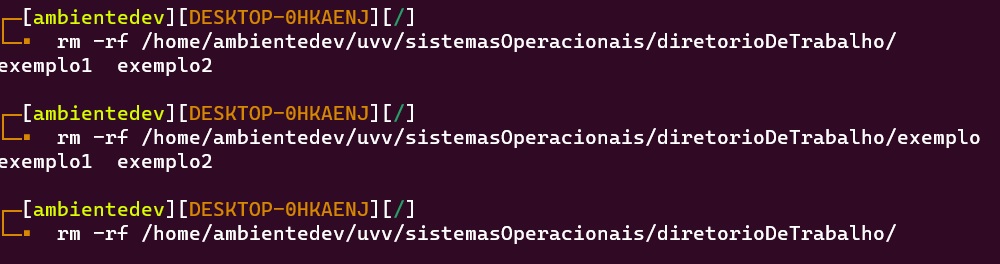 [ambientedev][DESKTOP-0HKAENJ][/]
rm -rf /home/ambientedev/uvv/sistemasOperacionais/diretorioDeTrabalho/
exemplo1  exemplo2
[ambientedev][DESKTOP-0HKAENJ][/]
rm -rf /home/ambientedev/uvv/sistemasOperacionais/diretorioDeTrabalho/exemplo
exemplo1  exemplo2
[ambientedev][DESKTOP-0HKAENJ][/]
rm -rf /home/ambientedev/uvv/sistemasOperacionais/diretorioDeTrabalho/